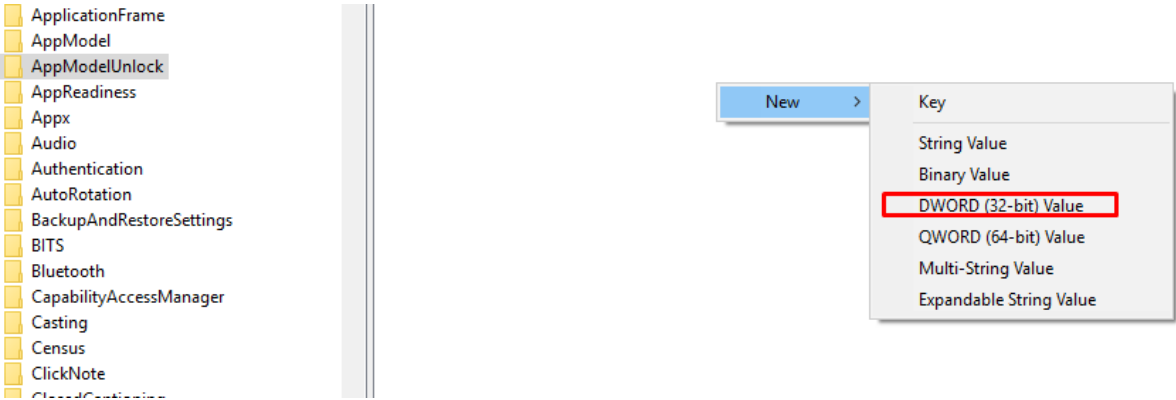 ApplicationFrame
AppModel
AppModelUnlock
AppReadiness
Appx
Audio
Authentication
AutoRotation
BackupAndRestoreSettings
BITS
Bluetooth
CapabilityAccessManager
Casting
Census
ClickNote
ClosedCaptioning
New
Key
String Value
Binary Value
DWORD (32-bit) Value
QWORD (64-bit) Value
Multi-String Value
Expandable String Value